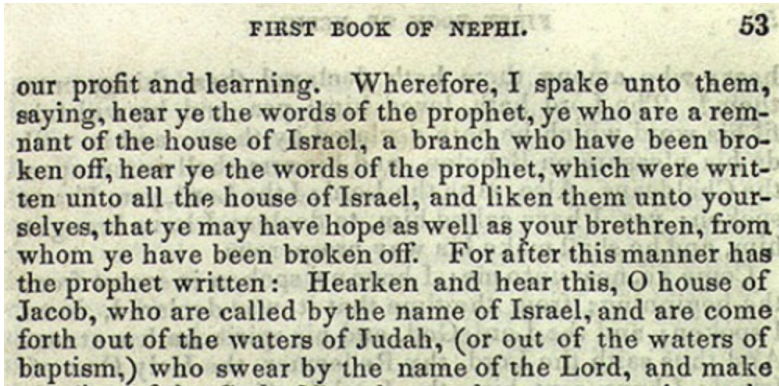 FIRST BOOK OF NEPHI. 53
our profit and learning. Wherefore, I spake unto them,
saying, hear ye the words of the prophet, ye who are a rem-
nant of the house of Israel, a branch who have been bro-
ken off, hear ye the words of the prophet, which were writ-
ten unto all the house of Israel, and liken them unto your-
selves, that ye may have hope as well as your brethren, from
whom ye have been broken off. For after this manner has
the prophet written: Hearken and hear this, O house of
Jacob, who are called by the name of Israel, and are come
forth out of the waters of Judah, (or out of the waters of
baptism,) who swear by the name of the Lord, and make